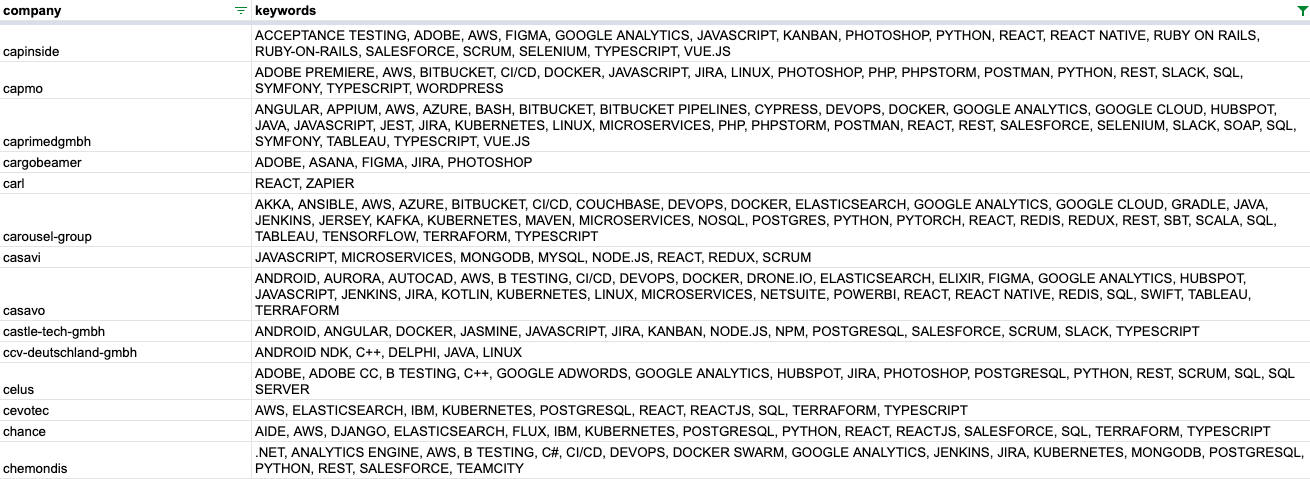 company keywords
ACCEPTANCE TESTING, ADOBE, AWS, FIGMA, GOOGLE ANALYTICS, JAVASCRIPT, KANBAN, PHOTOSHOP, PYTHON, REACT, REACT NATIVE, RUBY ON RAILS,
capinside RUBY-ON-RAILS, SALESFORCE, SCRUM, SELENIUM, TYPESCRIPT, VUE.JS
ADOBE PREMIERE, AWS, BITBUCKET, CI/CD, DOCKER, JAVASCRIPT, JIRA, LINUX, PHOTOSHOP, PHP, PHPSTORM, POSTMAN, PYTHON, REST, SLACK, SQL,
capmo SYMFONY, TYPESCRIPT, WORDPRESS
ANGULAR, APPIUM, AWS, AZURE, BASH, BITBUCKET, BITBUCKET PIPELINES, CYPRESS, DEVOPS, DOCKER, GOOGLE ANALYTICS, GOOGLE CLOUD, HUBSPOT,
JAVA, JAVASCRIPT, JEST, JIRA, KUBERNETES, LINUX, MICROSERVICES, PHP, PHPSTORM, POSTMAN, REACT, REST, SALESFORCE, SELENIUM, SLACK, SOAP, SQL,
caprimedgmbh SYMFONY, TABLEAU, TYPESCRIPT, VUE.JS
cargobeamer ADOBE, ASANA, FIGMA, JIRA, PHOTOSHOP
carl REACT, ZAPIER
AKKA, ANSIBLE, AWS, AZURE, BITBUCKET, CI/CD, COUCHBASE, DEVOPS, DOCKER, ELASTICSEARCH, GOOGLE ANALYTICS, GOOGLE CLOUD, GRADLE, JAVA,
JENKINS, JERSEY, KAFKA, KUBERNETES, MAVEN, MICROSERVICES, NOSQL, POSTGRES, PYTHON, PYTORCH, REACT, REDIS, REDUX, REST, SBT, SCALA, SQL,
carousel-group TABLEAU, TENSORFLOW, TERRAFORM, TYPESCRIPT
casavi JAVASCRIPT, MICROSERVICES, MONGODB, MYSQL, NODE.JS, REACT, REDUX, SCRUM
ANDROID, AURORA, AUTOCAD, AWS, B TESTING, CI/CD, DEVOPS, DOCKER, DRONE.IO, ELASTICSEARCH, ELIXIR, FIGMA, GOOGLE ANALYTICS, HUBSPOT,
JAVASCRIPT, JENKINS, JIRA, KOTLIN, KUBERNETES, LINUX, MICROSERVICES, NETSUITE, POWERBI, REACT, REACT NATIVE, REDIS, SQL, SWIFT, TABLEAU,
casavo TERRAFORM
castle-tech-gmbh ANDROID, ANGULAR, DOCKER, JASMINE, JAVASCRIPT, JIRA, KANBAN, NODE.JS, NPM, POSTGRESQL, SALESFORCE, SCRUM, SLACK, TYPESCRIPT
ccv-deutschland-gmbh ANDROID NDK, C++, DELPHI, JAVA, LINUX
ADOBE, ADOBE CC, B TESTING, C++, GOOGLE ADWORDS, GOOGLE ANALYTICS, HUBSPOT, JIRA, PHOTOSHOP, POSTGRESQL, PYTHON, REST, SCRUM, SQL, SQL
celus SERVER
cevotec AWS, ELASTICSEARCH, IBM, KUBERNETES, POSTGRESQL, REACT, REACTJS, SQL, TERRAFORM, TYPESCRIPT
chance AIDE, AWS, DJANGO, ELASTICSEARCH, FLUX, IBM, KUBERNETES, POSTGRESQL, PYTHON, REACT, REACTJS, SALESFORCE, SQL, TERRAFORM, TYPESCRIPT
.NET, ANALYTICS ENGINE, AWS, B TESTING, C#, CI/CD, DEVOPS, DOCKER SWARM, GOOGLE ANALYTICS, JENKINS, JIRA, KUBERNETES, MONGODB, POSTGRESQL,
chemondis PYTHON, REST, SALESFORCE, TEAMCITY